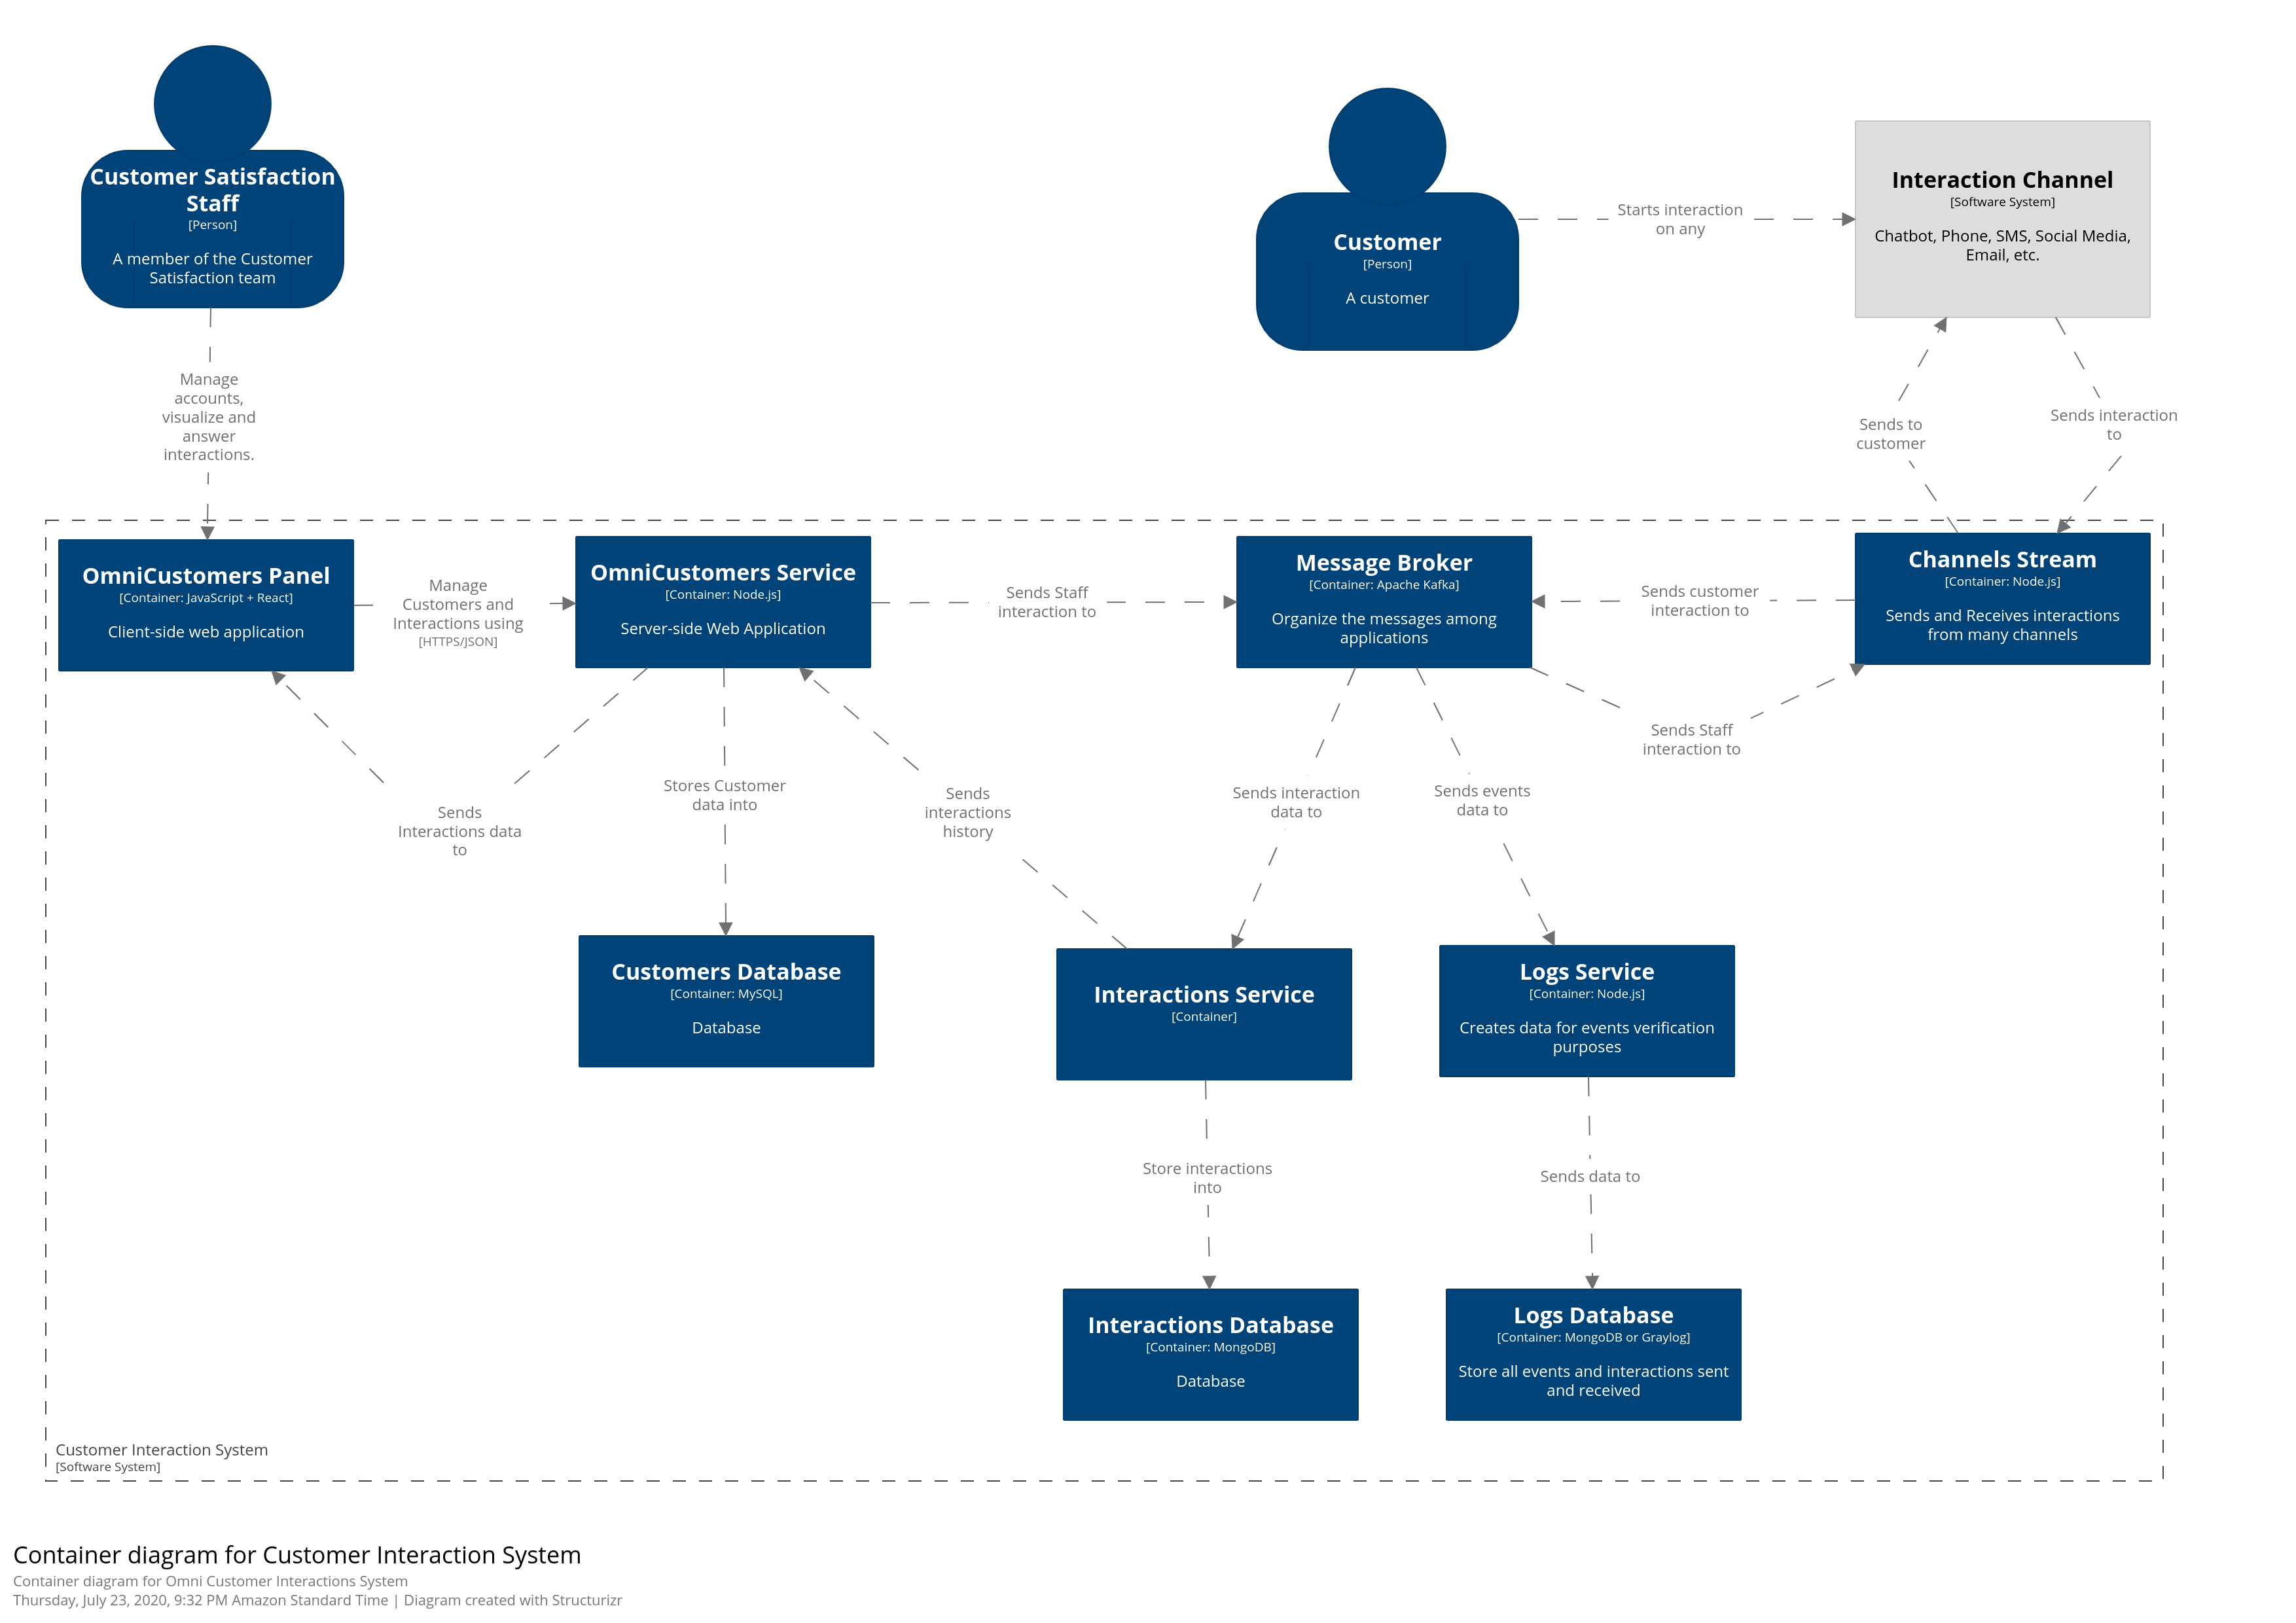 Customer Satisfaction
Staff
[Person]
A member of the Customer
Satisfaction team
Customer
[Person]
A customer
Starts interaction
on any
Interaction Channel
[Software System]
Chatbot, Phone, SMS, Social Media,
Email, etc.
Manage
accounts,
visualize and
answer
interactions.
Sends to
customer
Sends interaction
to
OmniCustomers Panel
[Container: JavaScript + React]
Client-side web application
Manage
Customers and
Interactions using
[HTTPS/JSON]
OmniCustomers Service
[Container: Node.js]
Server-side Web Application
Sends Staff
interaction to
Message Broker
[Container: Apache Kafka]
Organize the messages among
applications
Sends customer
interaction to
Channels Stream
[Container: Node.js]
Sends and Receives interactions
from many channels
Sends Staff
interaction to
Sends
Interactions data
to
Stores Customer
data into
Sends
interactions
history
Sends interaction
data to
Sends events
data to
Customers Database
[Container: MySQL]
Database
Interactions Service
[Container]
Logs Service
[Container: Node.js]
Creates data for events verification
purposes
Store interactions
into
Sends data to
Interactions Database
[Container: MongoDB]
Database
Logs Database
[Container: MongoDB or Graylog]
Store all events and interactions sent
and received
Customer Interaction System
[Software System]
Container diagram for Customer Interaction System
Container diagram for Omni Customer Interactions System
Thursday, July 23, 2020, 9:32 PM Amazon Standard Time | Diagram created with Structurizr